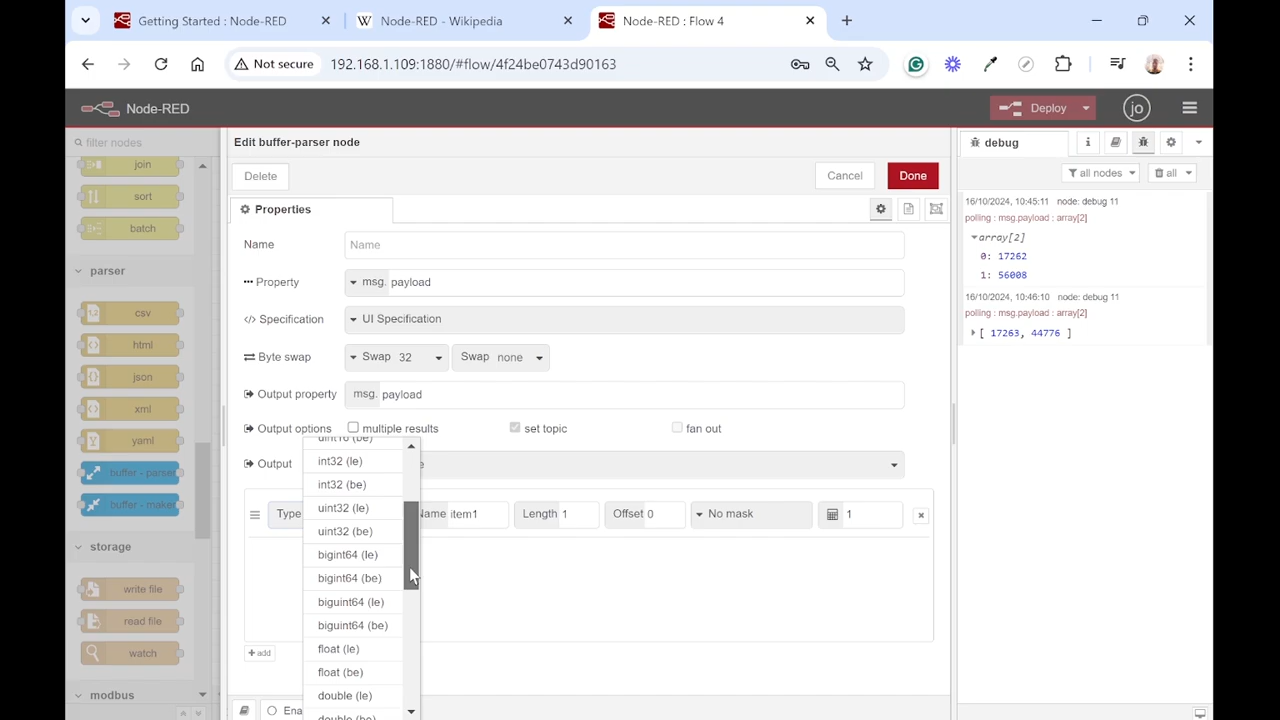 Getting Started : Node-RED
Node-RED - Wikipedia
Node-RED : Flow 4
Not secure
192.168.1.109:1880/#flow/4f24be0743d90163
Node-RED
Deploy
jo
filter nodes
join
sort
batch
parser
csv
html
json
xml
yaml
buffer - parser
buffer - maker
storage
write file
read file
watch
modbus
Edit buffer-parser node
Delete
Cancel
Done
Properties
Name
Name
Property
msg. payload
Specification
UI Specification
Byte swap
Swap 32
Swap none
Output property
msg. payload
Output options
multiple results
set topic
fan out
Output
Type
Name item1
Length 1
Offset 0
No mask
1
uint16 (be)
int32 (le)
int32 (be)
uint32 (le)
uint32 (be)
bigint64 (le)
bigint64 (be)
biguint64 (le)
biguint64 (be)
float (le)
float (be)
double (le)
double (be)
add
Ena
debug
i
all nodes
all
16/10/2024, 10:45:11 node: debug 11
polling : msg.payload : array[2]
array[2]
0: 17262
1: 56008
16/10/2024, 10:46:10 node: debug 11
polling : msg.payload : array[2]
[ 17263, 44776 ]